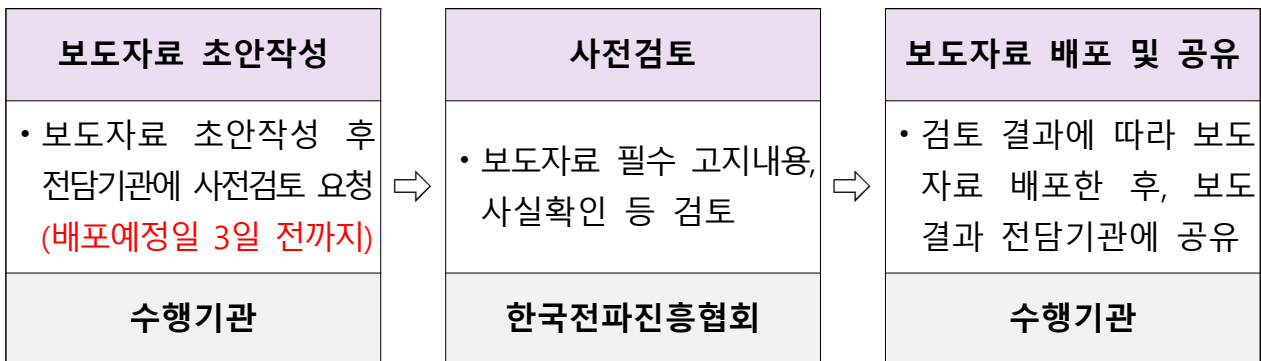 보도자료 초안작성
• 보도자료 초안작성 후
전담기관에 사전검토 요청
(배포예정일 3일 전까지)
수행기관
⇨
사전검토
• 보도자료 필수 고지내용,
사실확인 등 검토
한국전파진흥협회
⇨
보도자료 배포 및 공유
• 검토 결과에 따라 보도
자료 배포한 후, 보도
결과 전담기관에 공유
수행기관